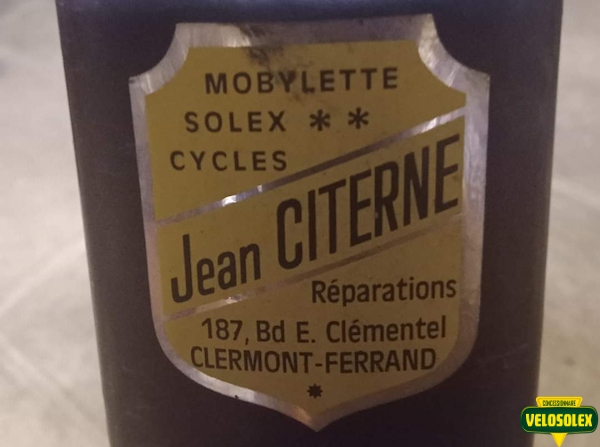 MOBYLETTE
SOLEX **
CYCLES
Jean CITERNE
Réparations
187, Bd E. Clémentel
CLERMONT-FERRAND
*
CONCESSIONNAIRE
VELOSOLEX